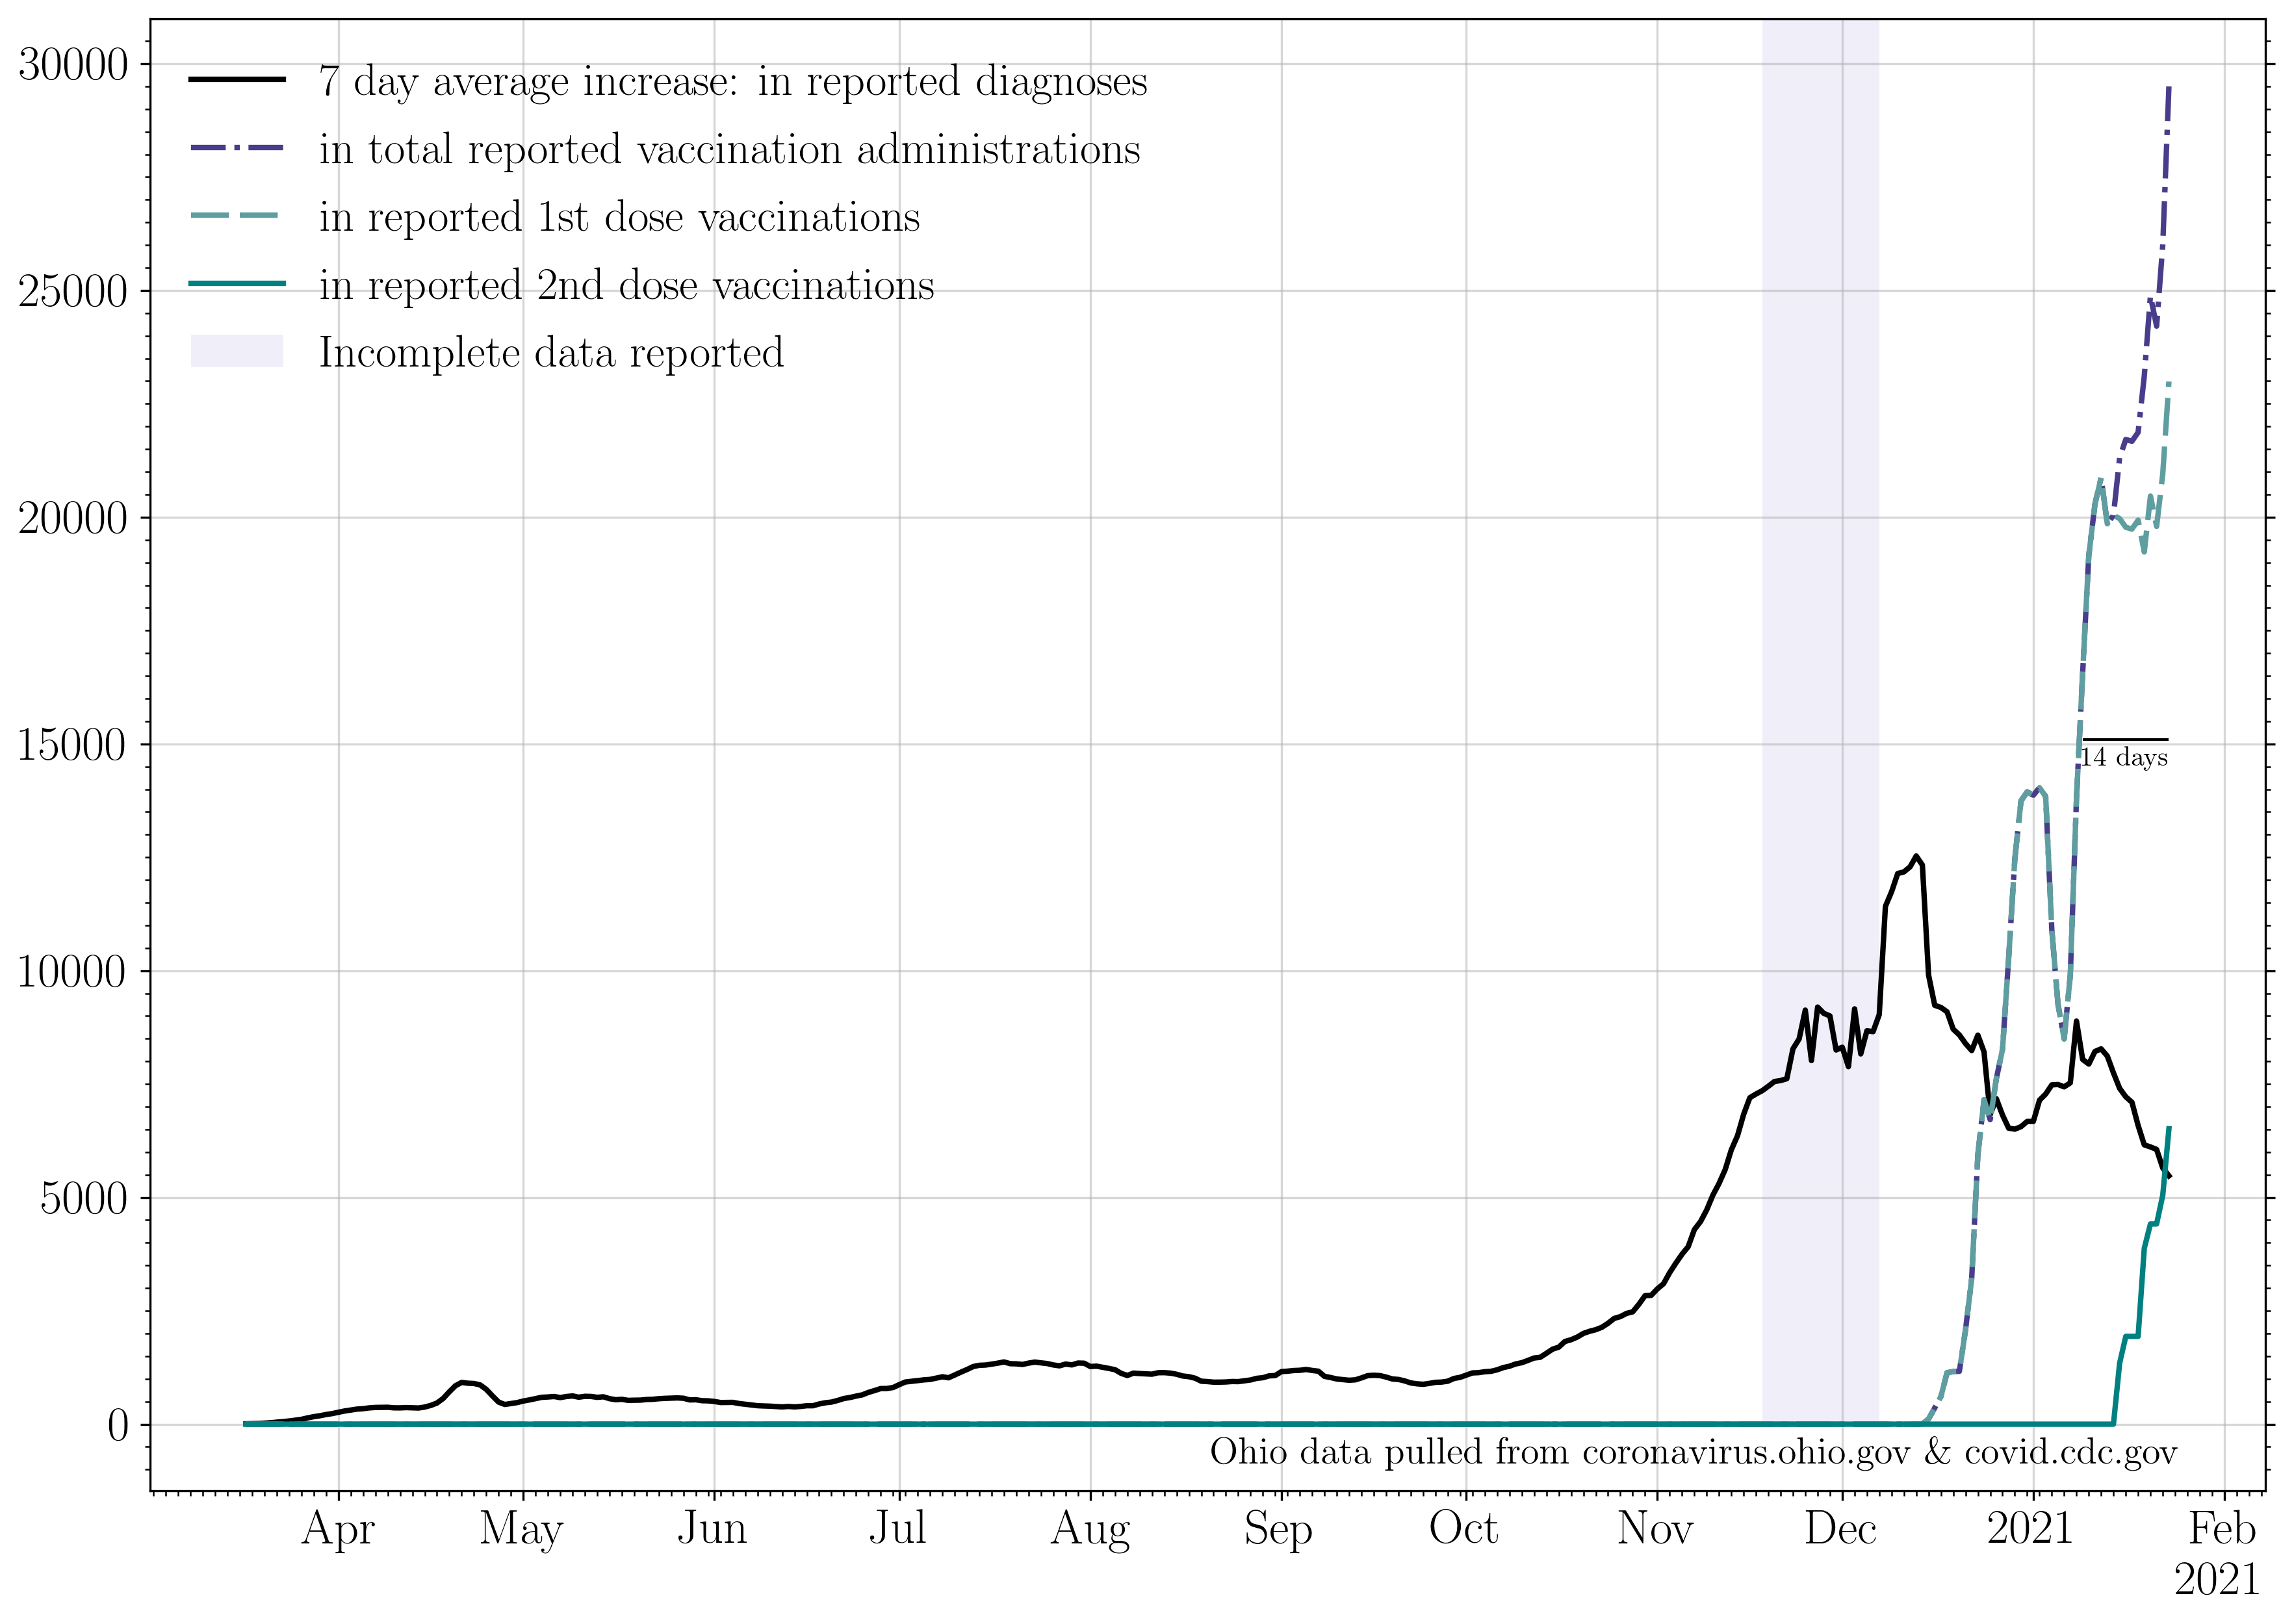 30000
25000
20000
15000
10000
5000
0
7 day average increase: in reported diagnoses
in total reported vaccination administrations
in reported 1st dose vaccinations
in reported 2nd dose vaccinations
Incomplete data reported
14 days
Ohio data pulled from coronavirus.ohio.gov & covid.cdc.gov
Apr May Jun Jul Aug Sep Oct Nov Dec 2021 Feb
2021